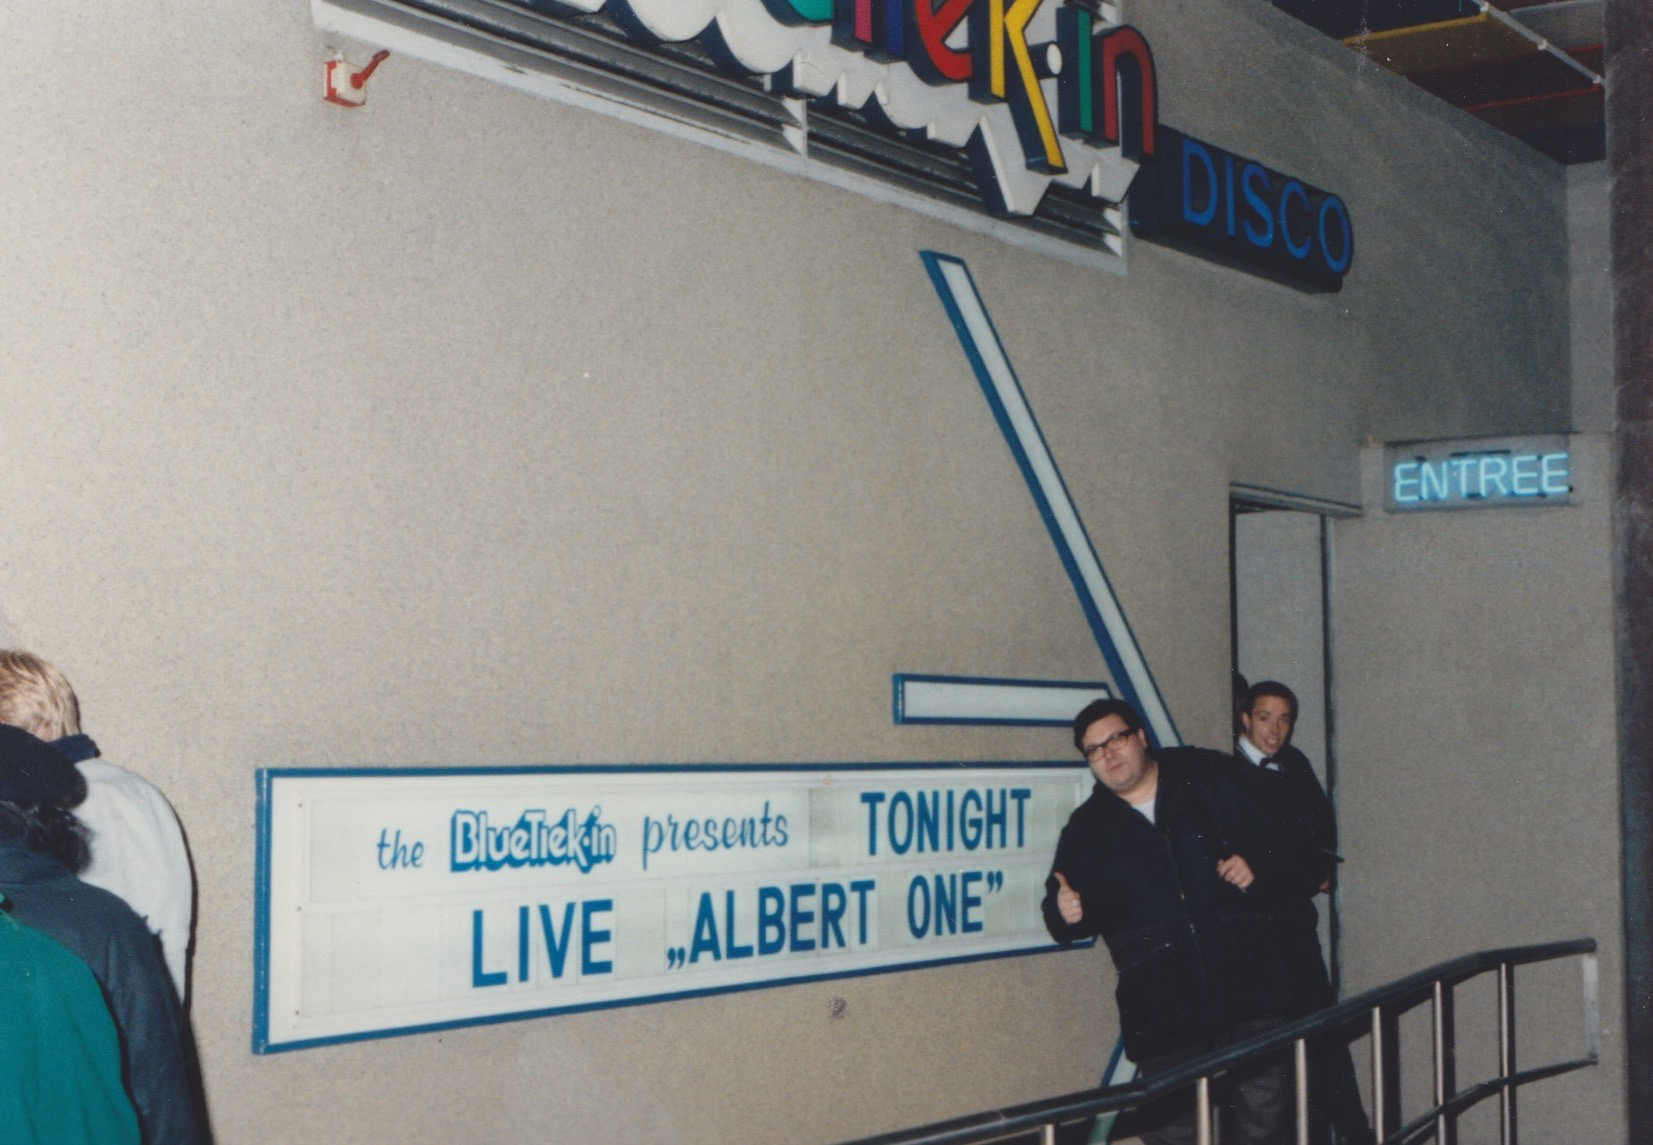 DISCO
ENTREE
the BlueTiek-in presents TONIGHT
LIVE „ALBERT ONE”